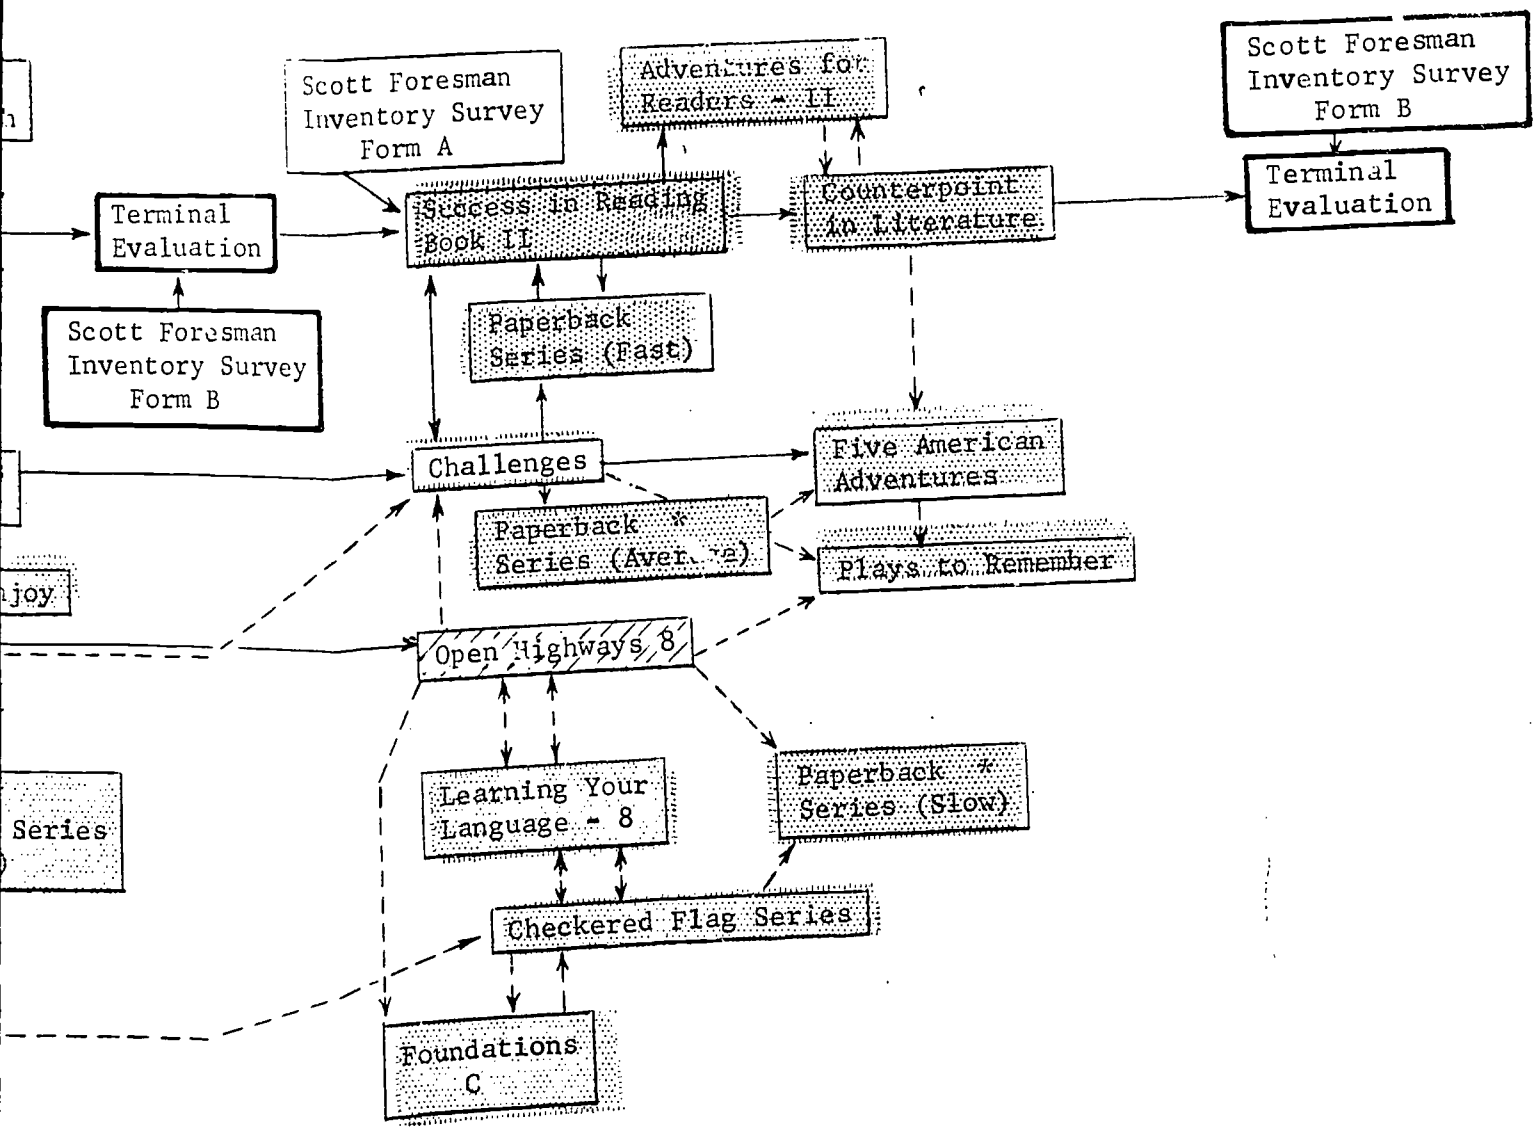 Scott Foresman
Inventory Survey
Form A
Adventures for
Readers - II
Scott Foresman
Inventory Survey
Form B
Terminal
Evaluation
Success in Reading
Book II
Counterpoint
in Literature
Terminal
Evaluation
Scott Foresman
Inventory Survey
Form B
Paperback
Series (Fast)
Challenges
Five American
Adventures
Paperback *
Series (Average)
Plays to Remember
njoy
Open Highways 8
Learning Your
Language - 8
Paperback *
Series (Slow)
Series
)
Checkered Flag Series
Foundations
C